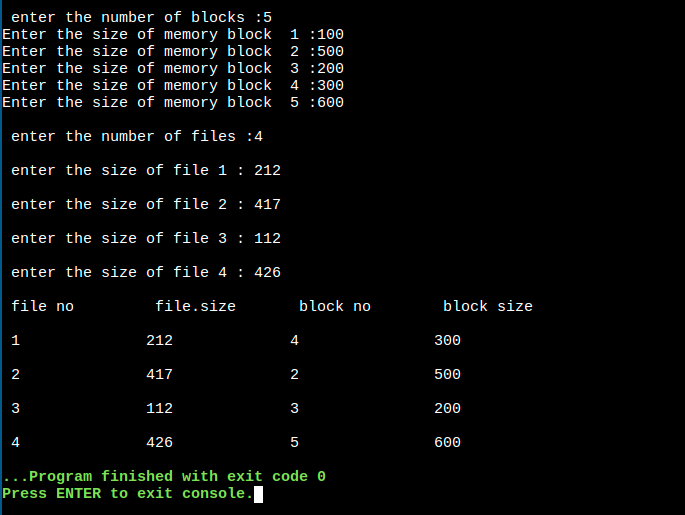 enter the number of blocks :5
Enter the size of memory block  1 :100
Enter the size of memory block  2 :500
Enter the size of memory block  3 :200
Enter the size of memory block  4 :300
Enter the size of memory block  5 :600
enter the number of files :4
enter the size of file 1 : 212
enter the size of file 2 : 417
enter the size of file 3 : 112
enter the size of file 4 : 426
file no         file.size       block no        block size
1              212             4               300
2              417             2               500
3              112             3               200
4              426             5               600
...Program finished with exit code 0
Press ENTER to exit console.